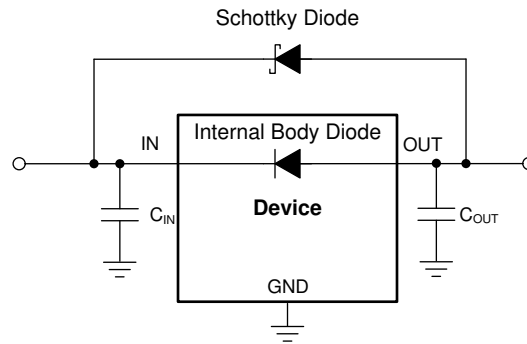 Schottky Diode
Internal Body Diode
IN
OUT
Device
C_IN
C_OUT
GND